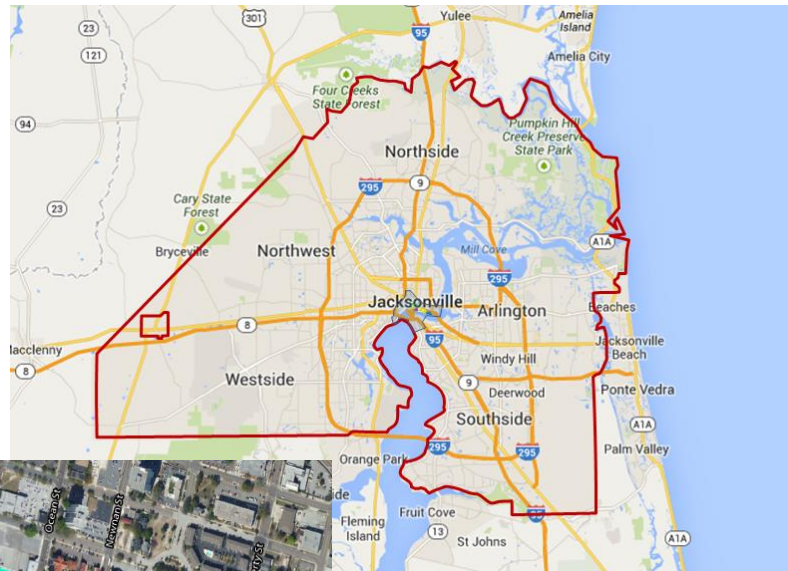 301
23
121
95
Yulee
Amelia
Island
Amelia City
Four Creeks
State Forest
94
Pumpkin Hill
Creek Preserve
State Park
Northside
295
9
23
Cary State
Forest
A1A
Bryceville
Northwest
Mill Cove
295
Jacksonville
Arlington
Beaches
8
95
Jacksonville
Beach
Macclenny
8
Windy Hill
Westside
9
Deerwood
Ponte Vedra
Southside
A1A
295
295
Palm Valley
Orange Park
Ocean St
Newnan St
Fruit Cove
95
Fleming
Island
13
St Johns
A1A